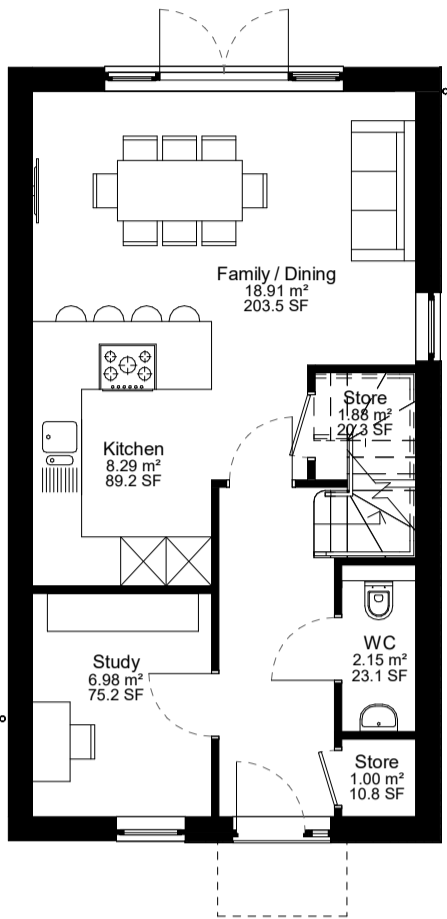 Family / Dining
18.91 m²
203.5 SF
Store
1.88 m²
20.3 SF
Kitchen
8.29 m²
89.2 SF
WC
2.15 m²
23.1 SF
Study
6.98 m²
75.2 SF
Store
1.00 m²
10.8 SF